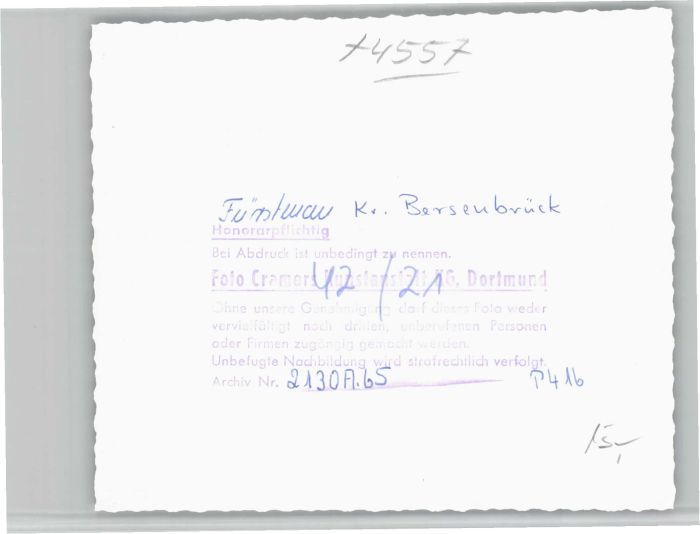 74557
Fürstenau Kr. Bersenbrück
Honorarpflichtig
Bei Abdruck ist unbedingt zu nennen.
Foto Cramers Kunstanstalt KG, Dortmund
42/21
Ohne unsere Genehmigung darf dieses Foto weder
vervielfältigt noch dritten, unberufenen Personen
oder Firmen zugängig gemacht werden.
Unbefugte Nachbildung wird strafrechtlich verfolgt.
Archiv Nr. 2130A.65 P416
15,-